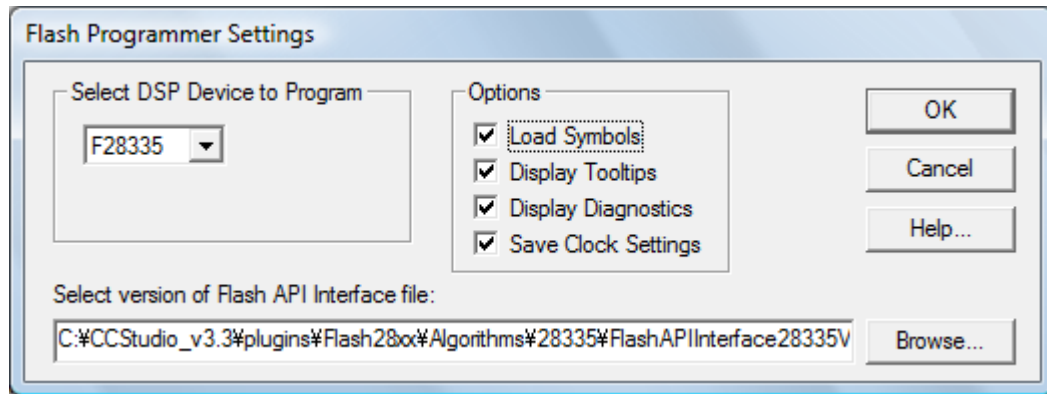 Flash Programmer Settings
Select DSP Device to Program
F28335
Options
Load Symbols
Display Tooltips
Display Diagnostics
Save Clock Settings
OK
Cancel
Help...
Select version of Flash API Interface file:
C:¥CCStudio_v3.3¥plugins¥Flash28xx¥Algorithms¥28335¥FlashAPIInterface28335V
Browse...